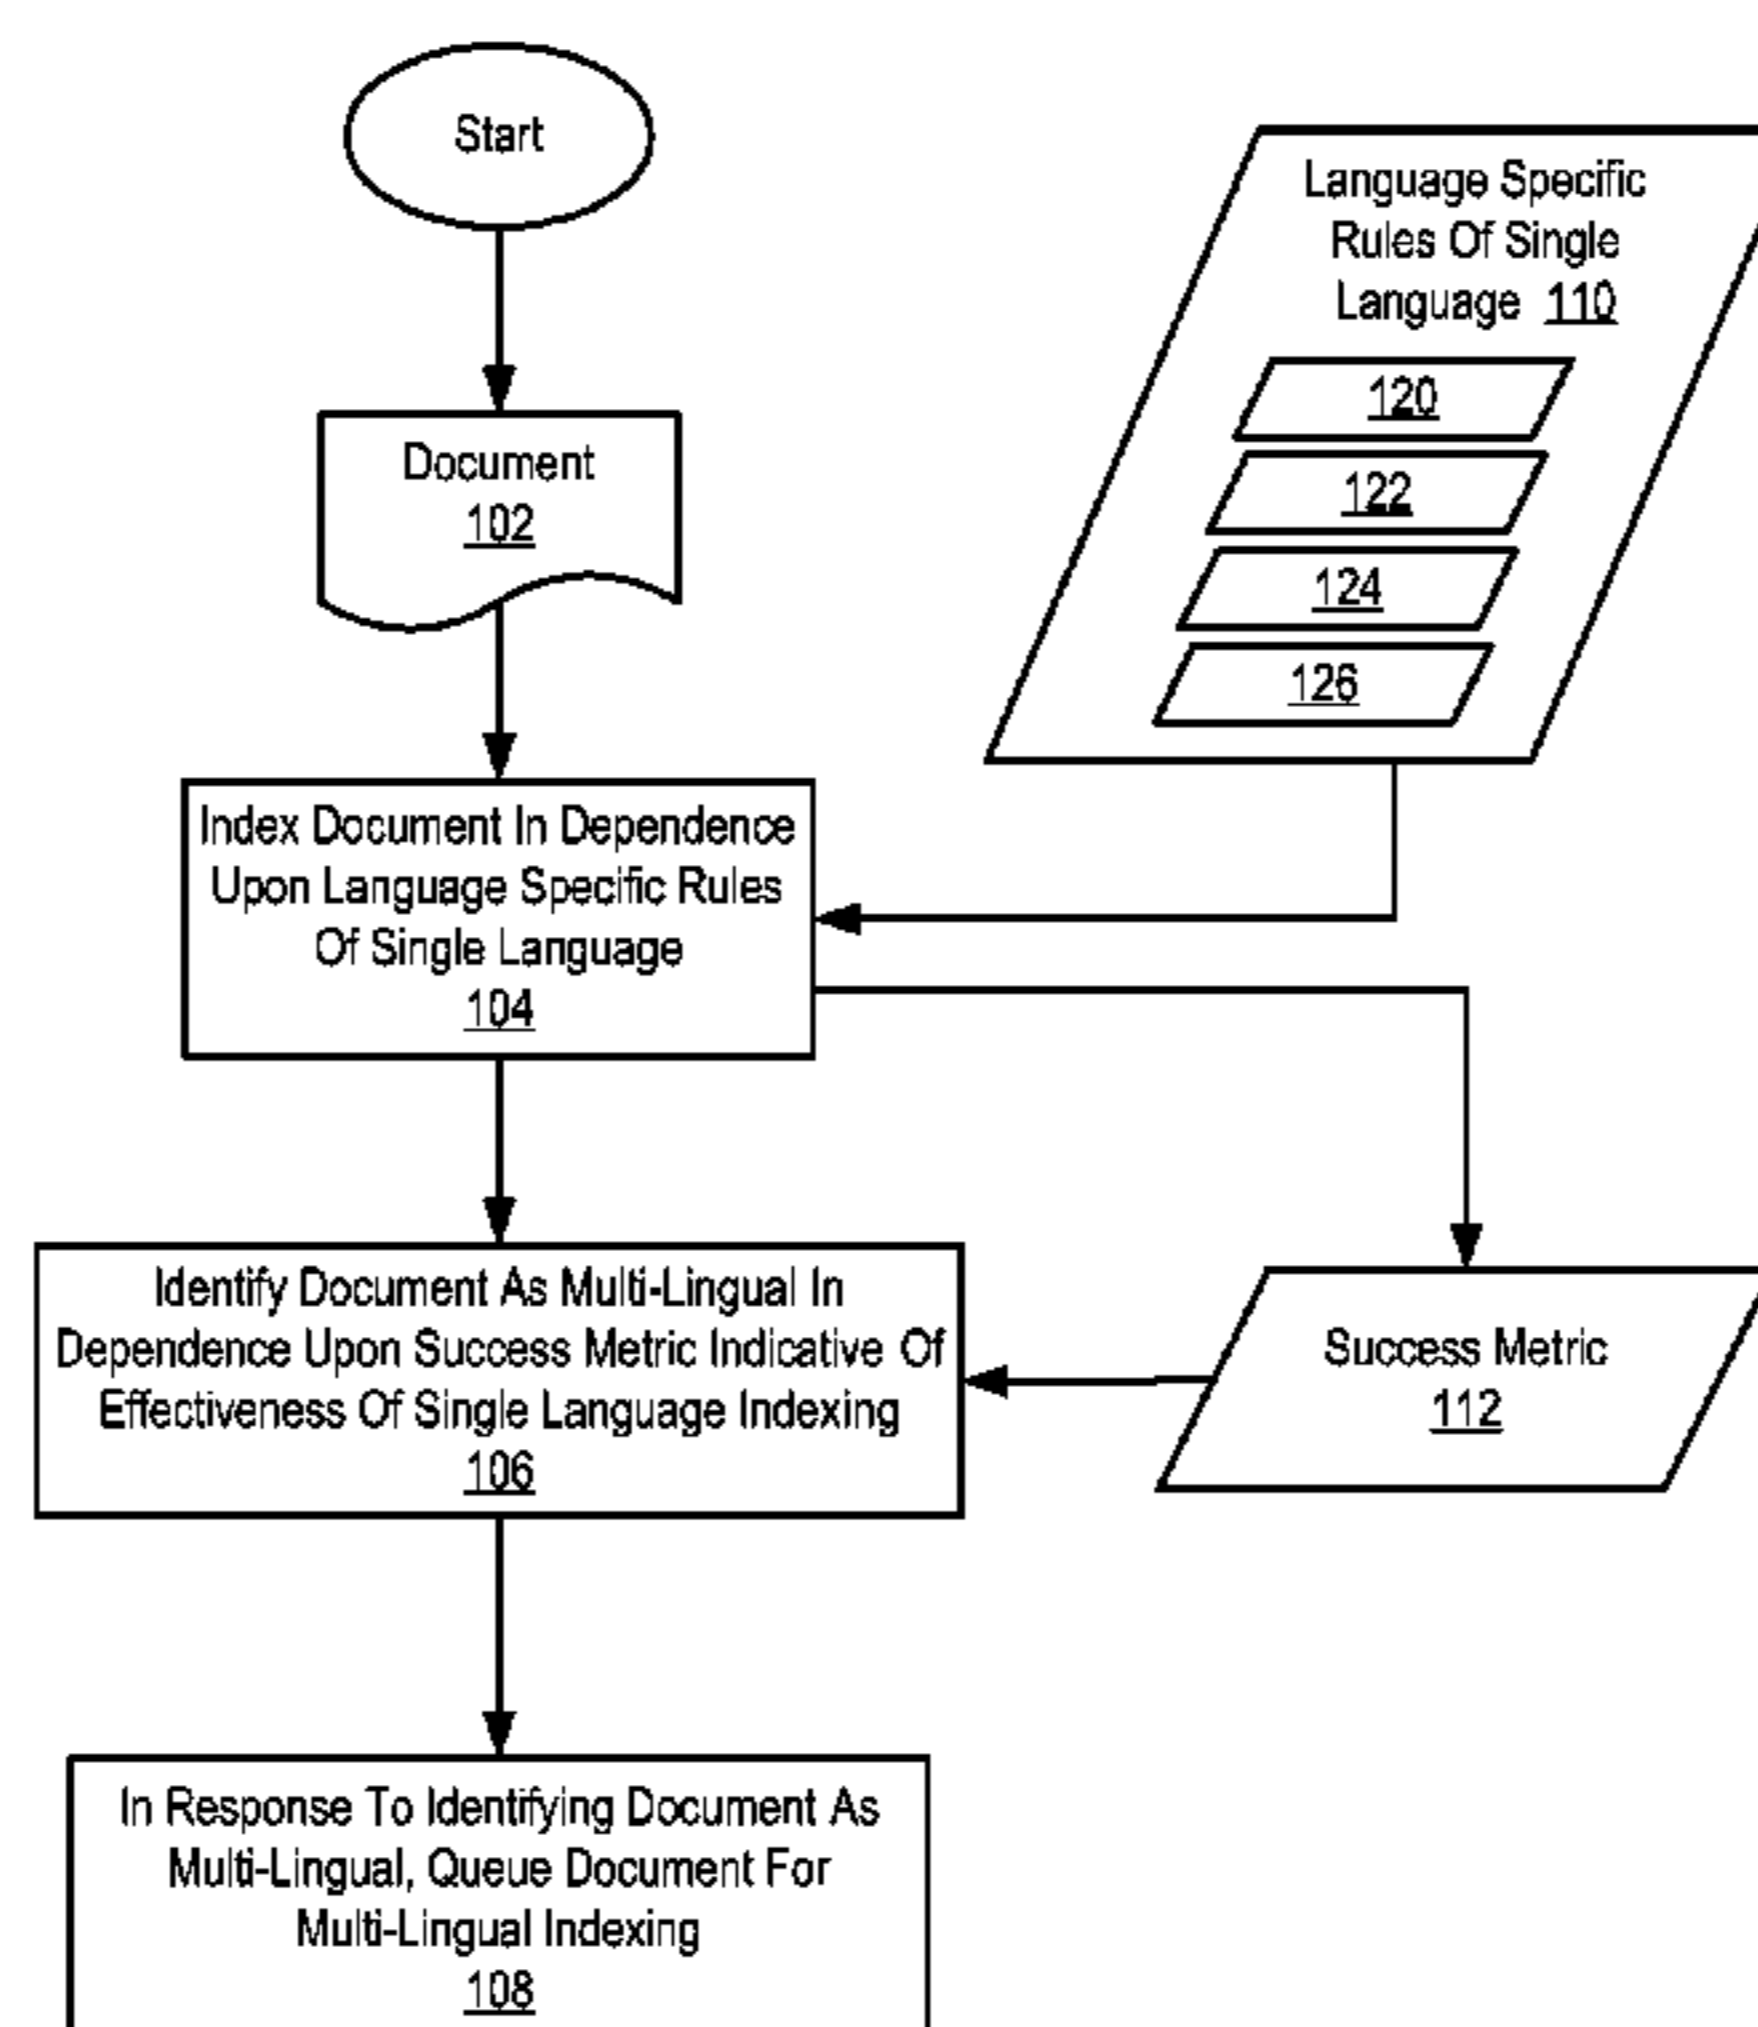 Start
Language Specific
Rules Of Single
Language 110
120
122
124
126
Document
102
Index Document In Dependence
Upon Language Specific Rules
Of Single Language
104
Identify Document As Multi-Lingual In
Dependence Upon Success Metric Indicative Of
Effectiveness Of Single Language Indexing
106
Success Metric
112
In Response To Identifying Document As
Multi-Lingual, Queue Document For
Multi-Lingual Indexing
108